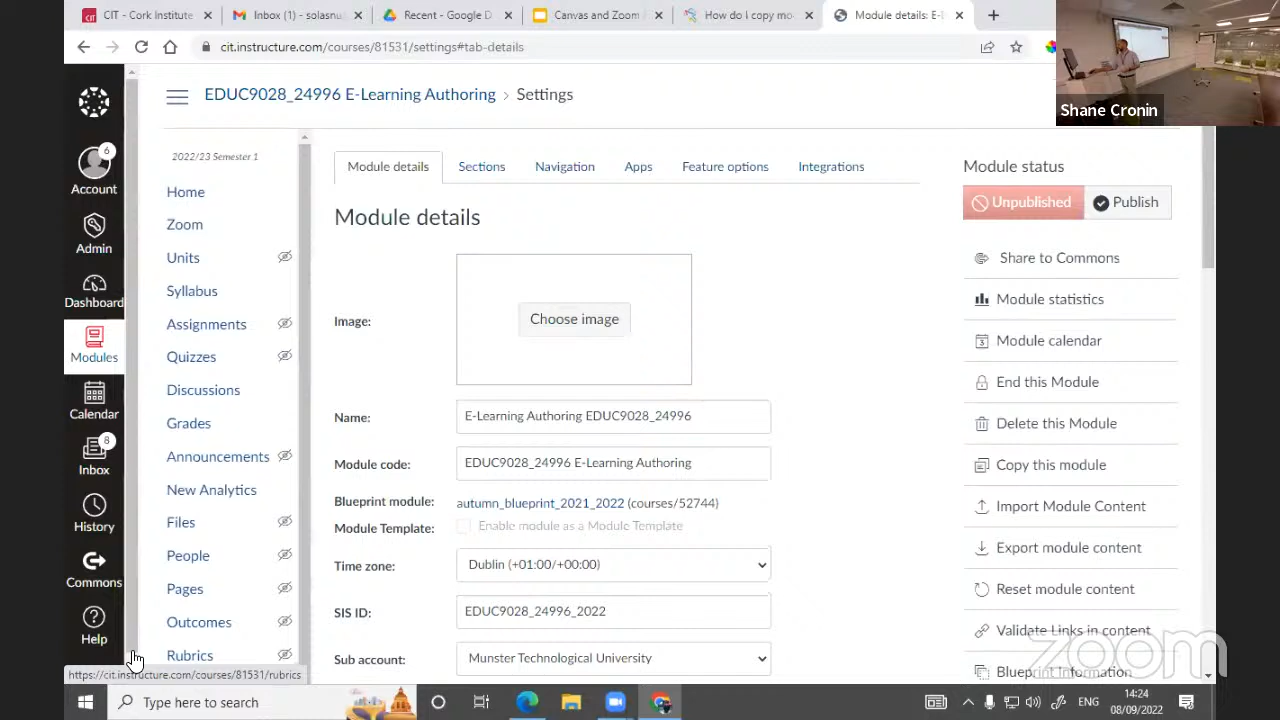 CIT - Cork Institute
Inbox (1) - solasnu
Recent - Google D
Canvas and Zoom
How do I copy mo
Module details: E-L
cit.instructure.com/courses/81531/settings#tab-details
Shane Cronin
EDUC9028_24996 E-Learning Authoring > Settings
6
Account
Admin
Dashboard
Modules
Calendar
8
Inbox
History
Commons
Help
2022/23 Semester 1
Home
Zoom
Units
Syllabus
Assignments
Quizzes
Discussions
Grades
Announcements
New Analytics
Files
People
Pages
Outcomes
Rubrics
Module details Sections Navigation Apps Feature options Integrations
Module details
Image: Choose image
Name: E-Learning Authoring EDUC9028_24996
Module code: EDUC9028_24996 E-Learning Authoring
Blueprint module: autumn_blueprint_2021_2022 (courses/52744)
Module Template: Enable module as a Module Template
Time zone: Dublin (+01:00/+00:00)
SIS ID: EDUC9028_24996_2022
Sub account: Munster Technological University
Module status
Unpublished Publish
Share to Commons
Module statistics
Module calendar
End this Module
Delete this Module
Copy this module
Import Module Content
Export module content
Reset module content
Validate Links in content
Blueprint Information
zoom
https://cit.instructure.com/courses/81531/rubrics
Type here to search
ENG
14:24
08/09/2022